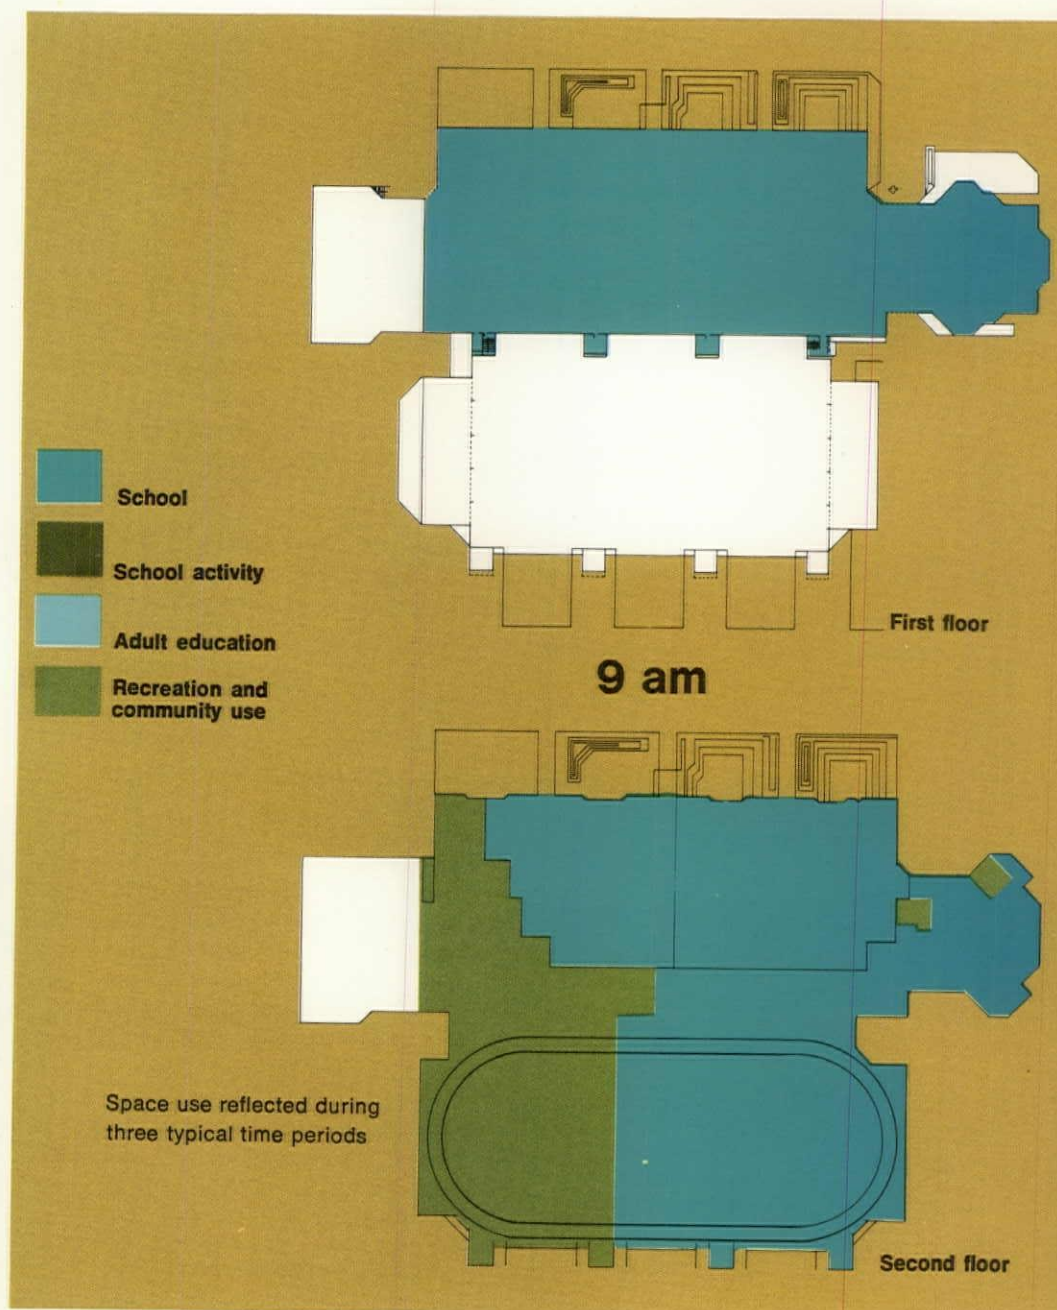 School
School activity
Adult education
Recreation and
community use
First floor
9 am
Space use reflected during
three typical time periods
Second floor